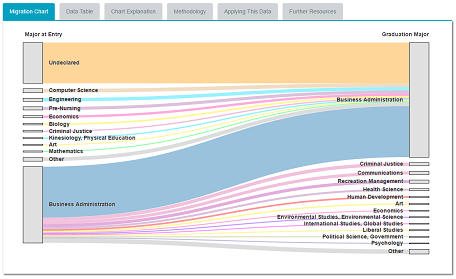 Migration Chart
Data Table
Chart Explanation
Methodology
Applying This Data
Further Resources
Major at Entry
Graduation Major
Undeclared
Computer Science
Engineering
Pre-Nursing
Economics
Biology
Criminal Justice
Kinesiology, Physical Education
Art
Mathematics
Other
Business Administration
Business Administration
Criminal Justice
Communications
Recreation Management
Health Science
Human Development
Art
Economics
Environmental Studies, Environmental Science
International Studies, Global Studies
Liberal Studies
Political Science, Government
Psychology
Other